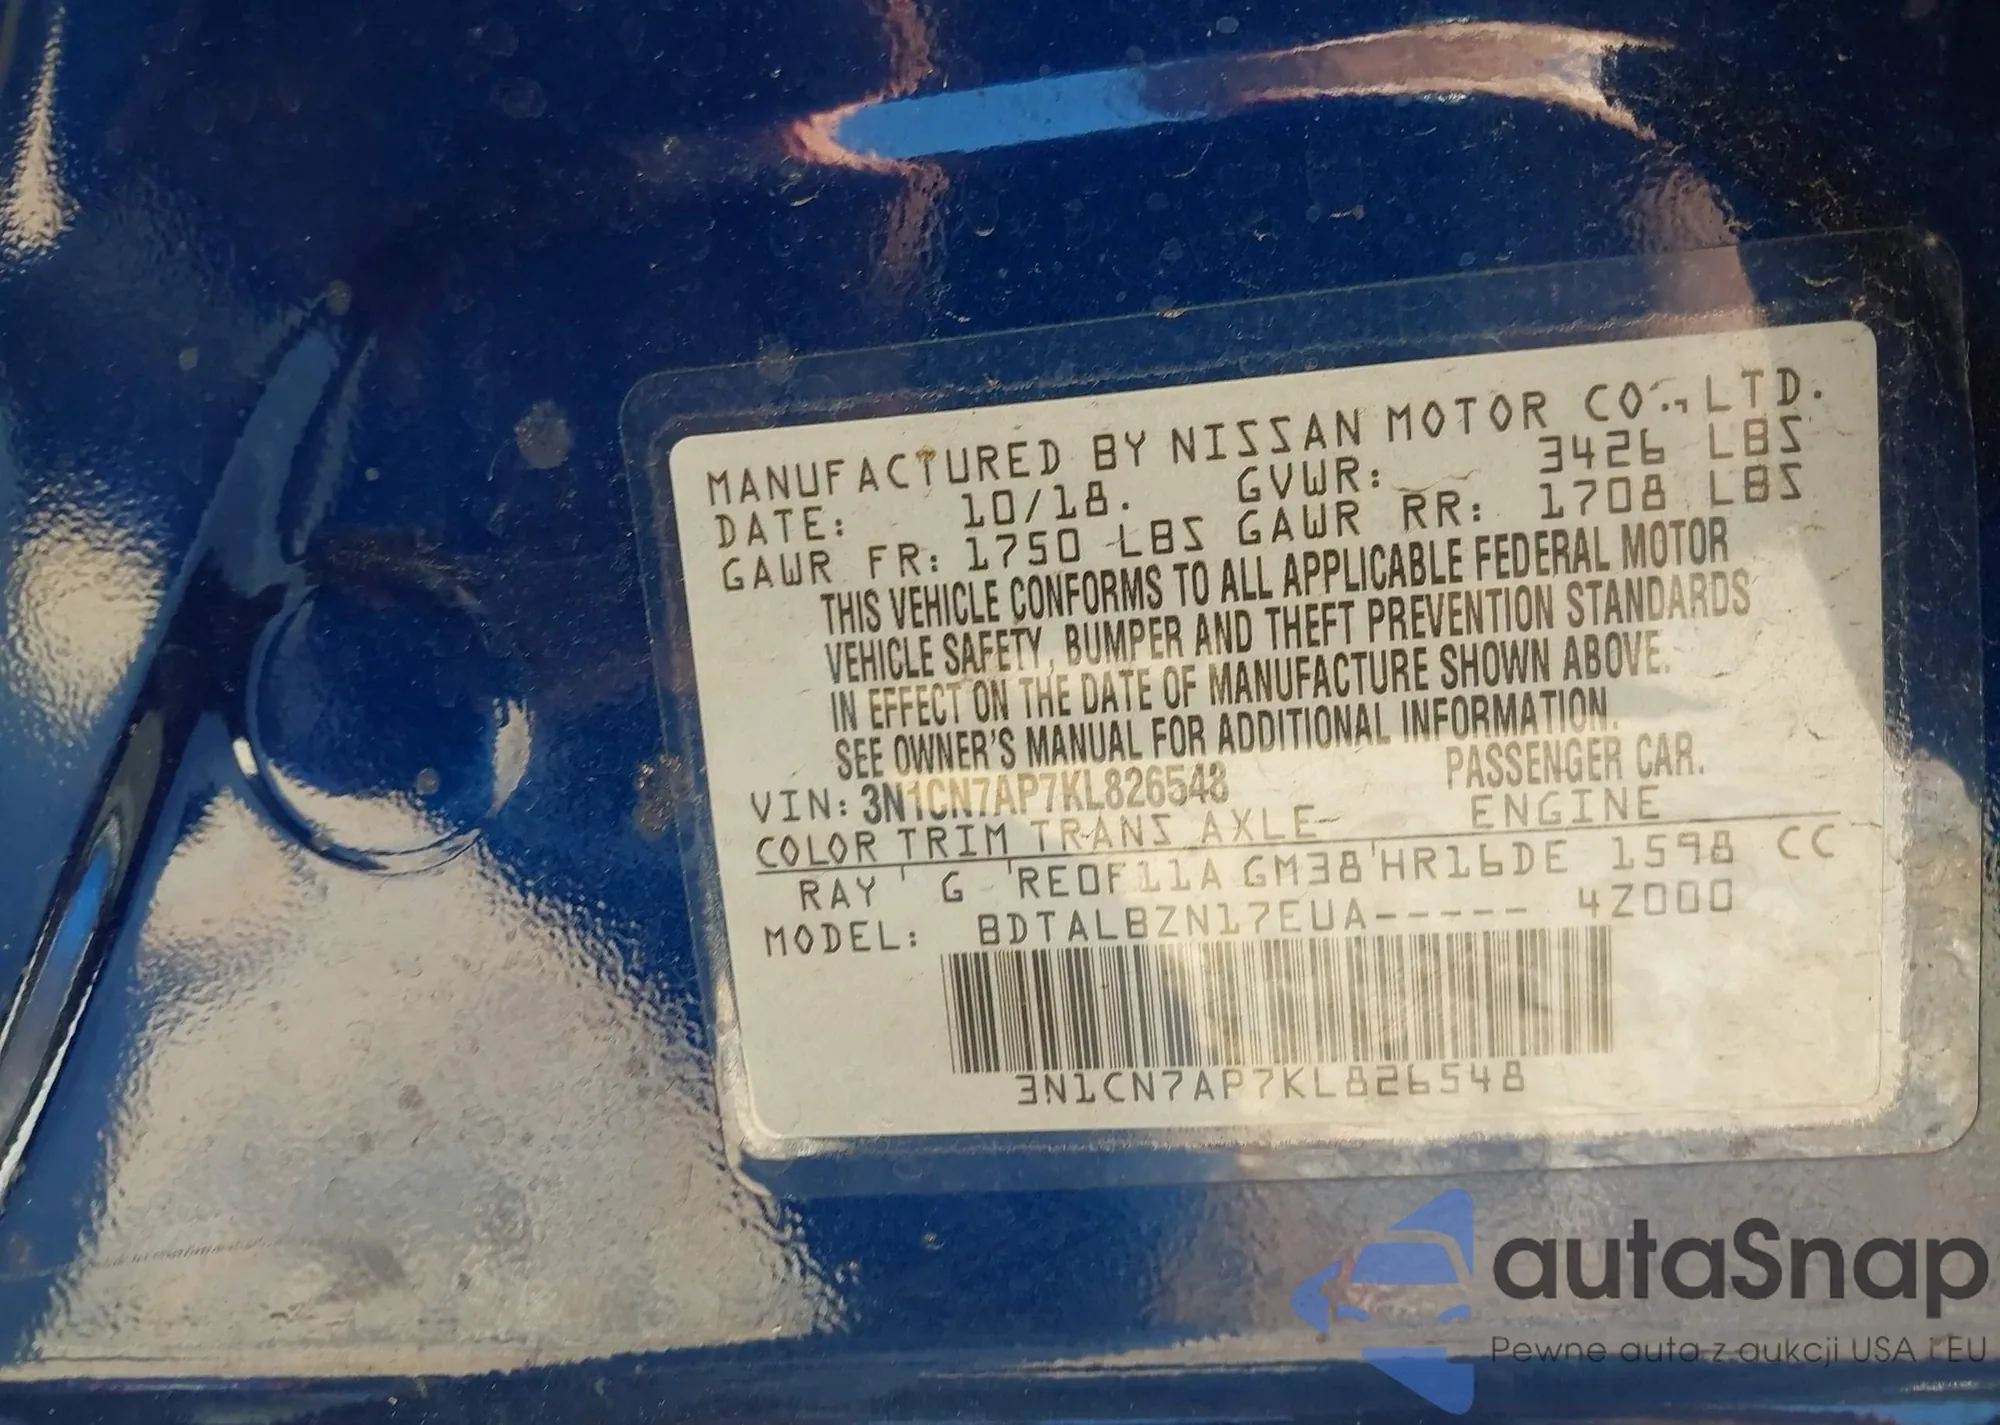 MANUFACTURED BY NISSAN MOTOR CO., LTD.
DATE: 10/18. GVWR: 3426 LBS
GAWR FR: 1750 LBS GAWR RR: 1708 LBS
THIS VEHICLE CONFORMS TO ALL APPLICABLE FEDERAL MOTOR
VEHICLE SAFETY, BUMPER AND THEFT PREVENTION STANDARDS
IN EFFECT ON THE DATE OF MANUFACTURE SHOWN ABOVE.
SEE OWNER'S MANUAL FOR ADDITIONAL INFORMATION.
VIN: 3N1CN7AP7KL826548 PASSENGER CAR.
COLOR TRIM TRANS AXLE ENGINE
RAY G RE0F11A GM38 HR16DE 1598 CC
MODEL: BDTALBZN17EUA----- 4Z000
3N1CN7AP7KL826548
autaSnap
Pewne auta z aukcji USA i EU